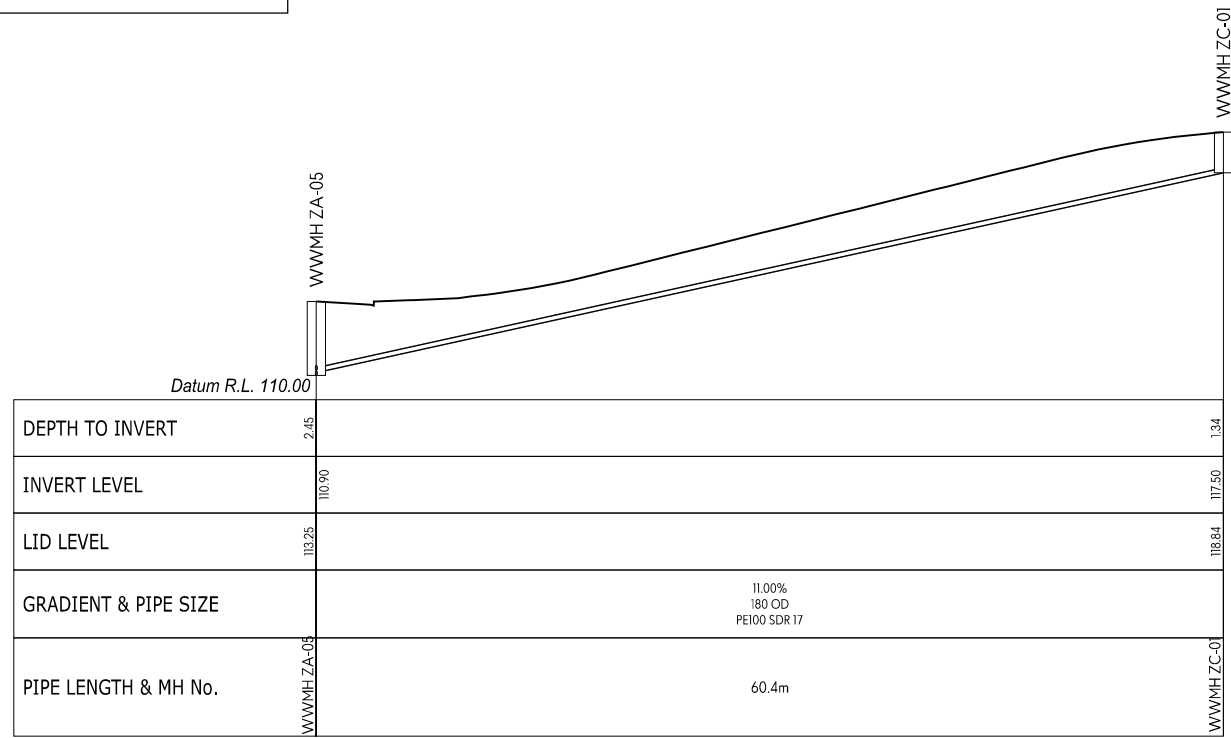 WWMH ZC-01
WWMH ZA-05
Datum R.L. 110.00
DEPTH TO INVERT 2.45 1.34
INVERT LEVEL 110.90 117.50
LID LEVEL 113.25 118.84
GRADIENT & PIPE SIZE
11.00%
180 OD
PE100 SDR 17
PIPE LENGTH & MH No. WWMH ZA-05 60.4m WWMH ZC-01